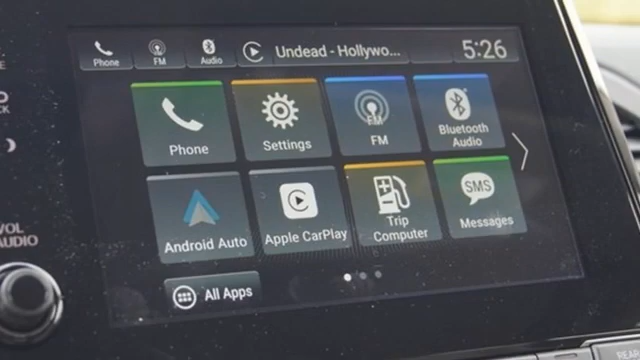 Phone
FM
Audio
Undead - Hollywo...
5:26
Phone
Settings
FM
FM
Bluetooth
Audio
Android Auto
Apple CarPlay
Trip
Computer
SMS
Messages
All Apps
VOL
AUDIO